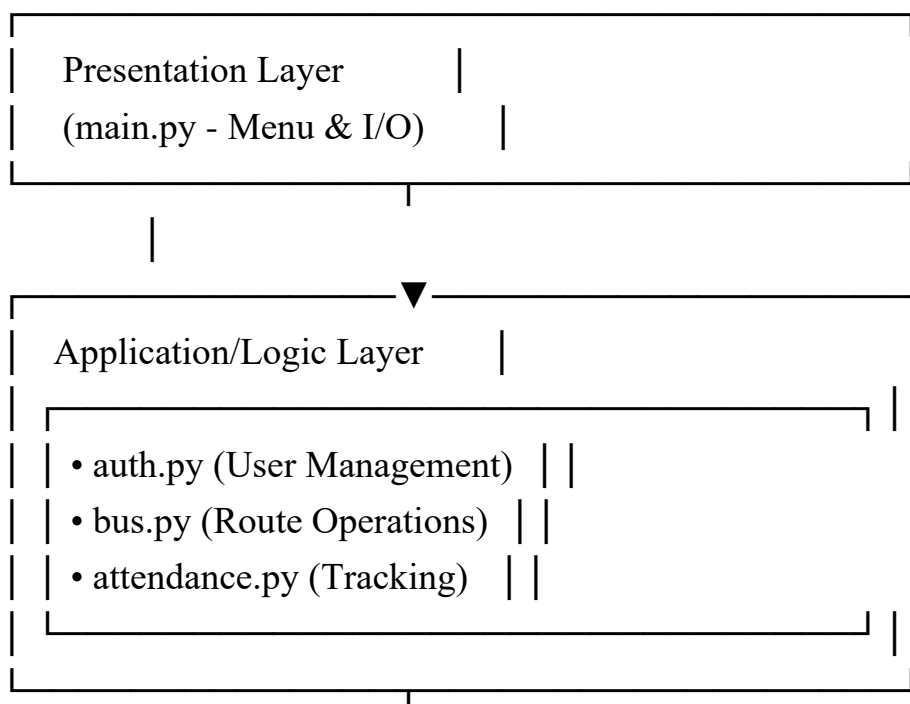 Presentation Layer
(main.py - Menu & I/O)
Application/Logic Layer
• auth.py (User Management)
• bus.py (Route Operations)
• attendance.py (Tracking)